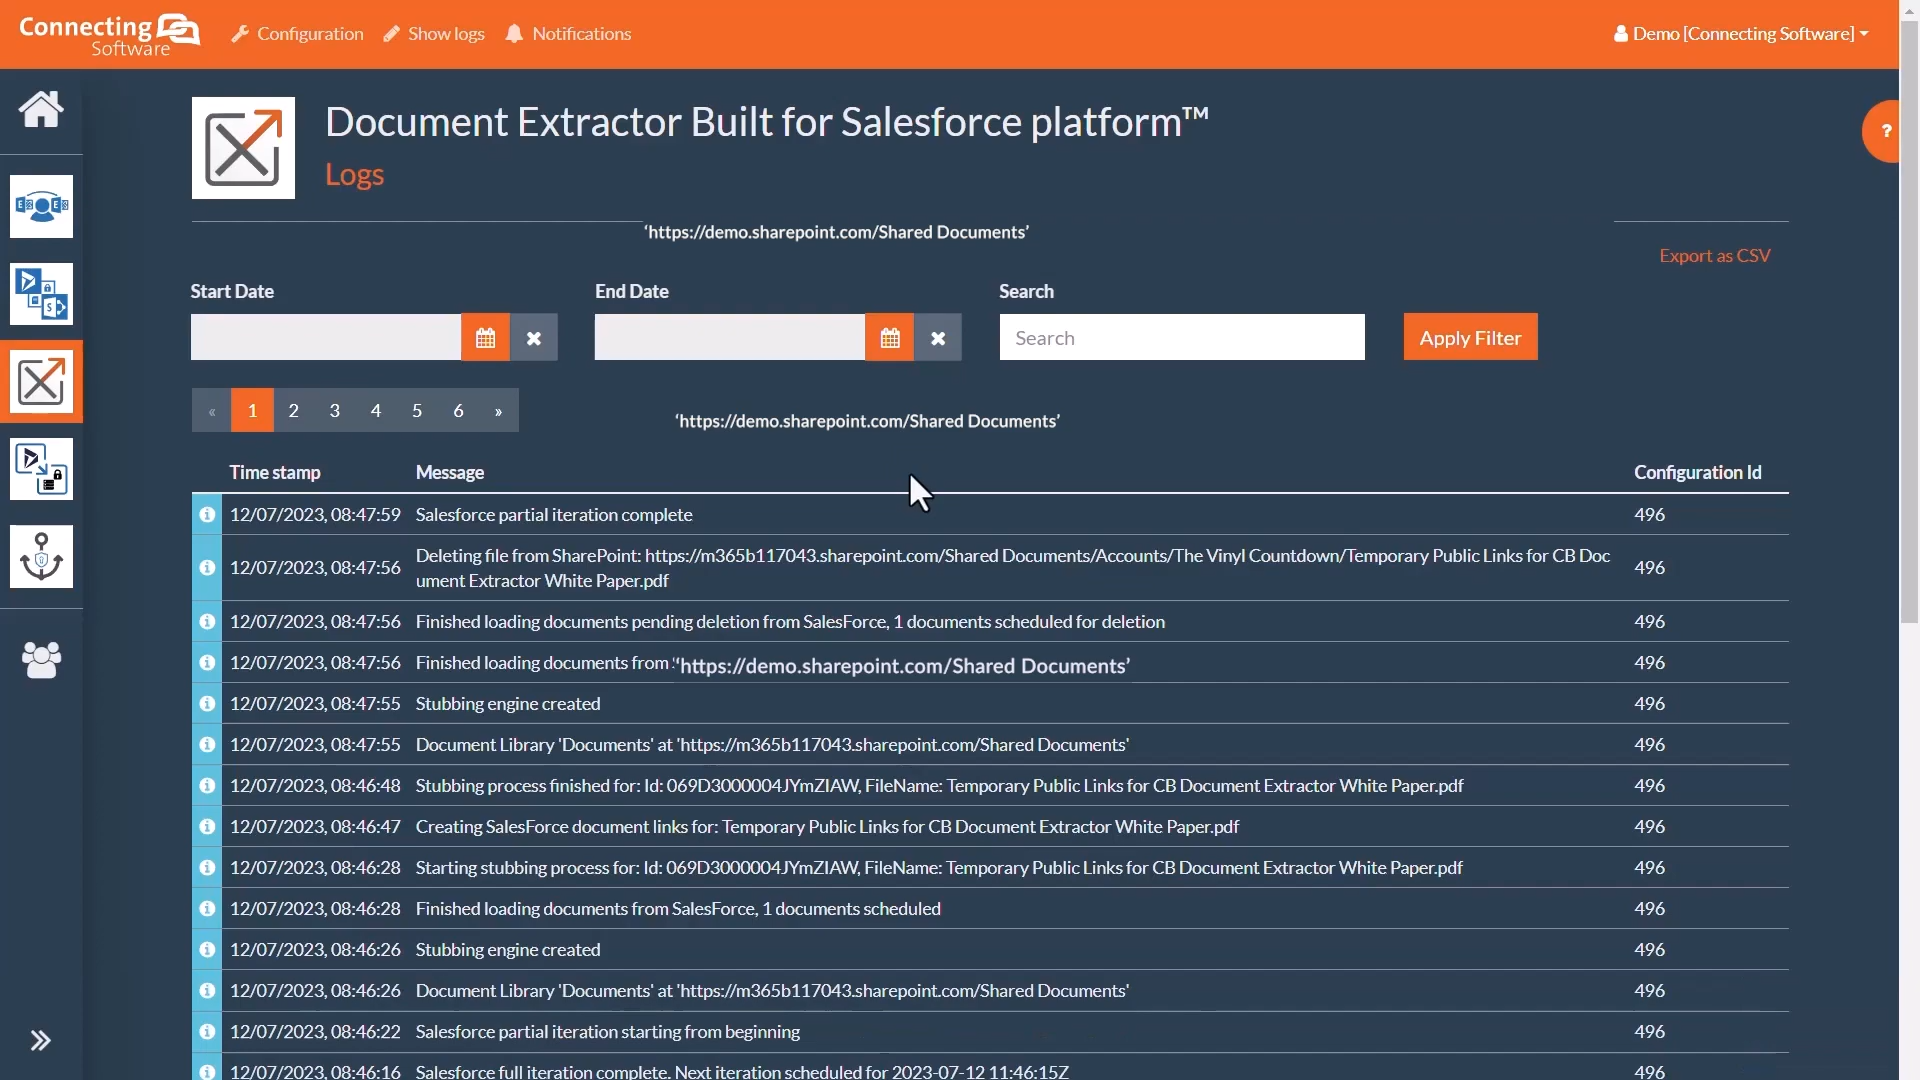 Connecting
Software
Configuration
Show logs
Notifications
Demo [Connecting Software]
?
Document Extractor Built for Salesforce platform™
Logs
‘https://demo.sharepoint.com/Shared Documents’
Export as CSV
Start Date
End Date
Search
Search
Apply Filter
« 1 2 3 4 5 6 »
‘https://demo.sharepoint.com/Shared Documents’
Time stamp Message Configuration Id
12/07/2023, 08:47:59 Salesforce partial iteration complete 496
12/07/2023, 08:47:56 Deleting file from SharePoint: https://m365b117043.sharepoint.com/Shared Documents/Accounts/The Vinyl Countdown/Temporary Public Links for CB Doc
ument Extractor White Paper.pdf 496
12/07/2023, 08:47:56 Finished loading documents pending deletion from SalesForce, 1 documents scheduled for deletion 496
12/07/2023, 08:47:56 Finished loading documents from ‘https://demo.sharepoint.com/Shared Documents’ 496
12/07/2023, 08:47:55 Stubbing engine created 496
12/07/2023, 08:47:55 Document Library 'Documents' at 'https://m365b117043.sharepoint.com/Shared Documents' 496
12/07/2023, 08:46:48 Stubbing process finished for: Id: 069D3000004JYmZIAW, FileName: Temporary Public Links for CB Document Extractor White Paper.pdf 496
12/07/2023, 08:46:47 Creating SalesForce document links for: Temporary Public Links for CB Document Extractor White Paper.pdf 496
12/07/2023, 08:46:28 Starting stubbing process for: Id: 069D3000004JYmZIAW, FileName: Temporary Public Links for CB Document Extractor White Paper.pdf 496
12/07/2023, 08:46:28 Finished loading documents from SalesForce, 1 documents scheduled 496
12/07/2023, 08:46:26 Stubbing engine created 496
12/07/2023, 08:46:26 Document Library 'Documents' at 'https://m365b117043.sharepoint.com/Shared Documents' 496
12/07/2023, 08:46:22 Salesforce partial iteration starting from beginning 496
12/07/2023, 08:46:16 Salesforce full iteration complete. Next iteration scheduled for 2023-07-12 11:46:15Z 496